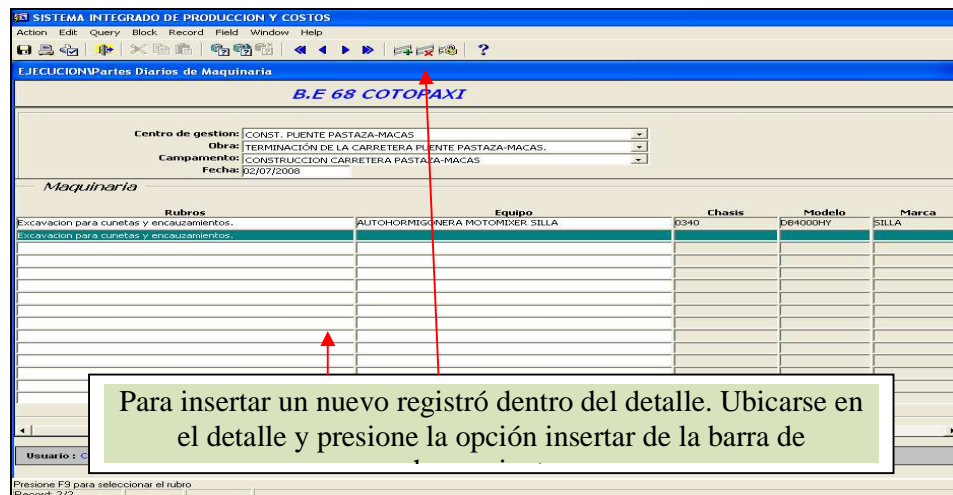 SISTEMA INTEGRADO DE PRODUCCION Y COSTOS
Action Edit Query Block Record Field Window Help
EJECUCION\Partes Diarios de Maquinaria
B.E 68 COTOPAXI
Centro de gestion: CONST. PUENTE PASTAZA-MACAS
Obra: TERMINACIÓN DE LA CARRETERA PUENTE PASTAZA-MACAS.
Campamento: CONSTRUCCION CARRETERA PASTAZA-MACAS
Fecha: 02/07/2008
Maquinaria
Rubros Equipo Chasis Modelo Marca
Excavacion para cunetas y encauzamientos. AUTOHORMIGONERA MOTOMIXER SILLA 0340 DB4000HY SILLA
Excavacion para cunetas y encauzamientos.
Para insertar un nuevo registró dentro del detalle. Ubicarse en
el detalle y presione la opción insertar de la barra de
Usuario : C
Presione F9 para seleccionar el rubro
Record: 2/2